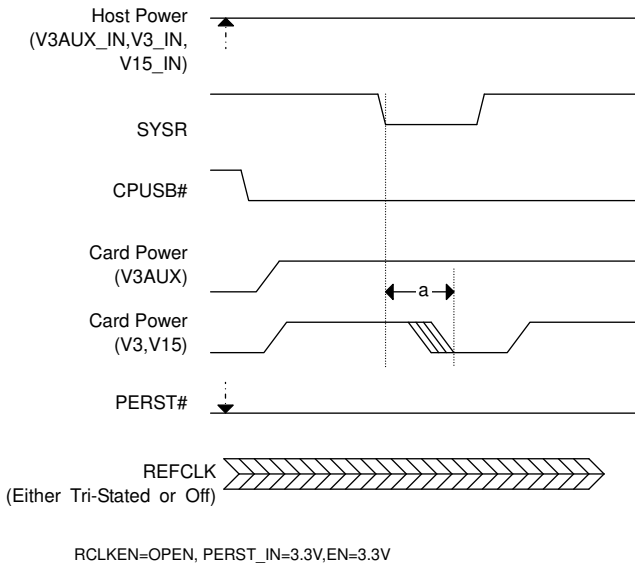 Host Power
(V3AUX_IN,V3_IN,
V15_IN)
SYSR
CPUSB#
Card Power
(V3AUX)
a
Card Power
(V3,V15)
PERST#
REFCLK
(Either Tri-Stated or Off)
RCLKEN=OPEN, PERST_IN=3.3V,EN=3.3V